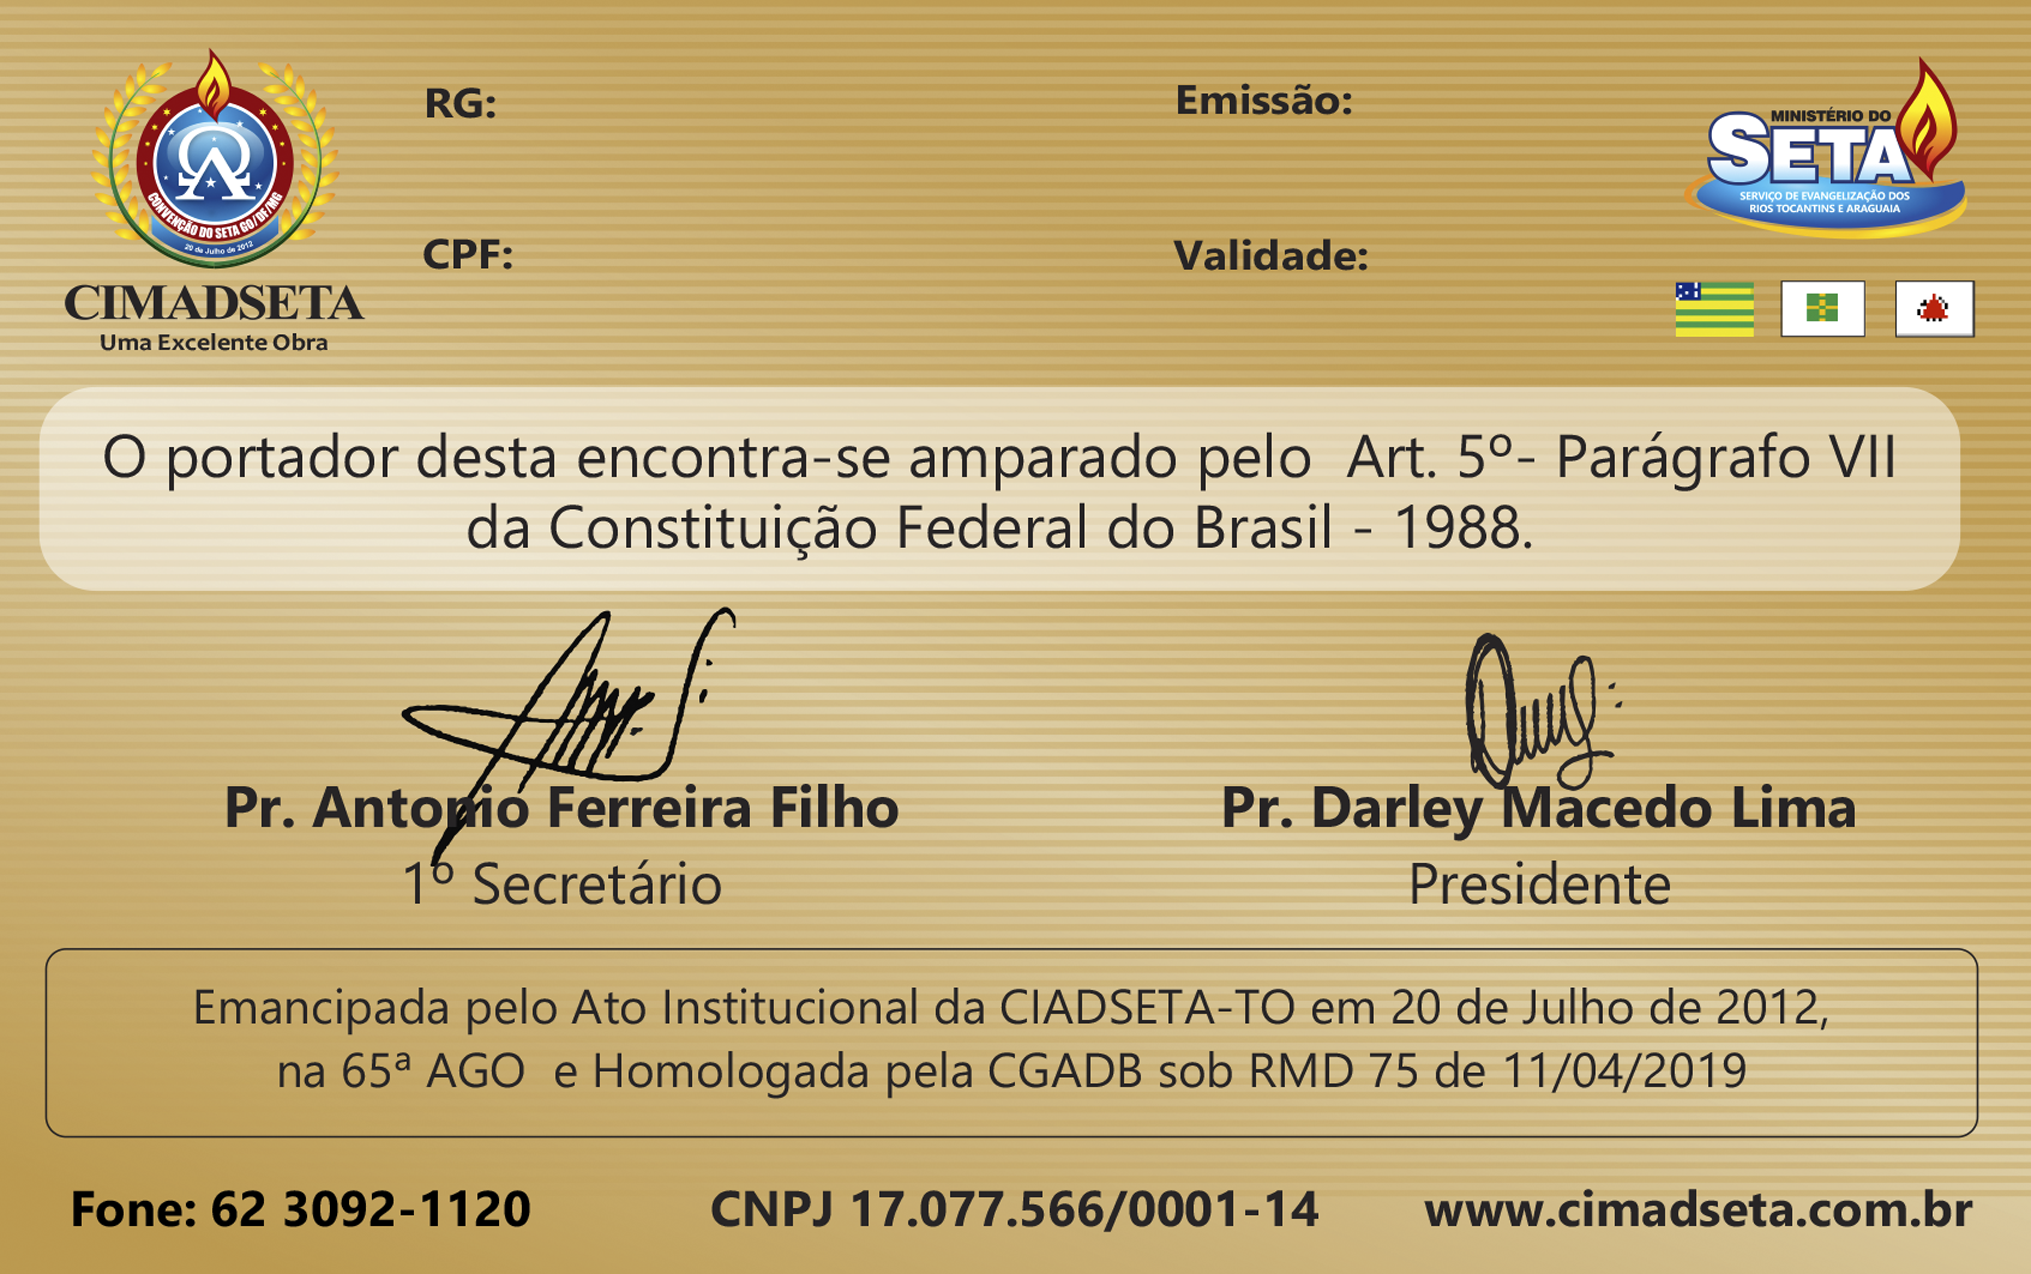 RG:
Emissão:
MINISTÉRIO DO
SETA
SERVIÇO DE EVANGELIZAÇÃO DOS
RIOS TOCANTINS E ARAGUAIA
ΑΩ
CONVENÇÃO DO SETA GO/DF/MG
20 de Julho de 2012
CIMADSETA
Uma Excelente Obra
CPF:
Validade:
O portador desta encontra-se amparado pelo Art. 5º- Parágrafo VII
da Constituição Federal do Brasil - 1988.
Pr. Antonio Ferreira Filho
1º Secretário
Pr. Darley Macedo Lima
Presidente
Emancipada pelo Ato Institucional da CIADSETA-TO em 20 de Julho de 2012,
na 65ª AGO e Homologada pela CGADB sob RMD 75 de 11/04/2019
Fone: 62 3092-1120
CNPJ 17.077.566/0001-14
www.cimadseta.com.br